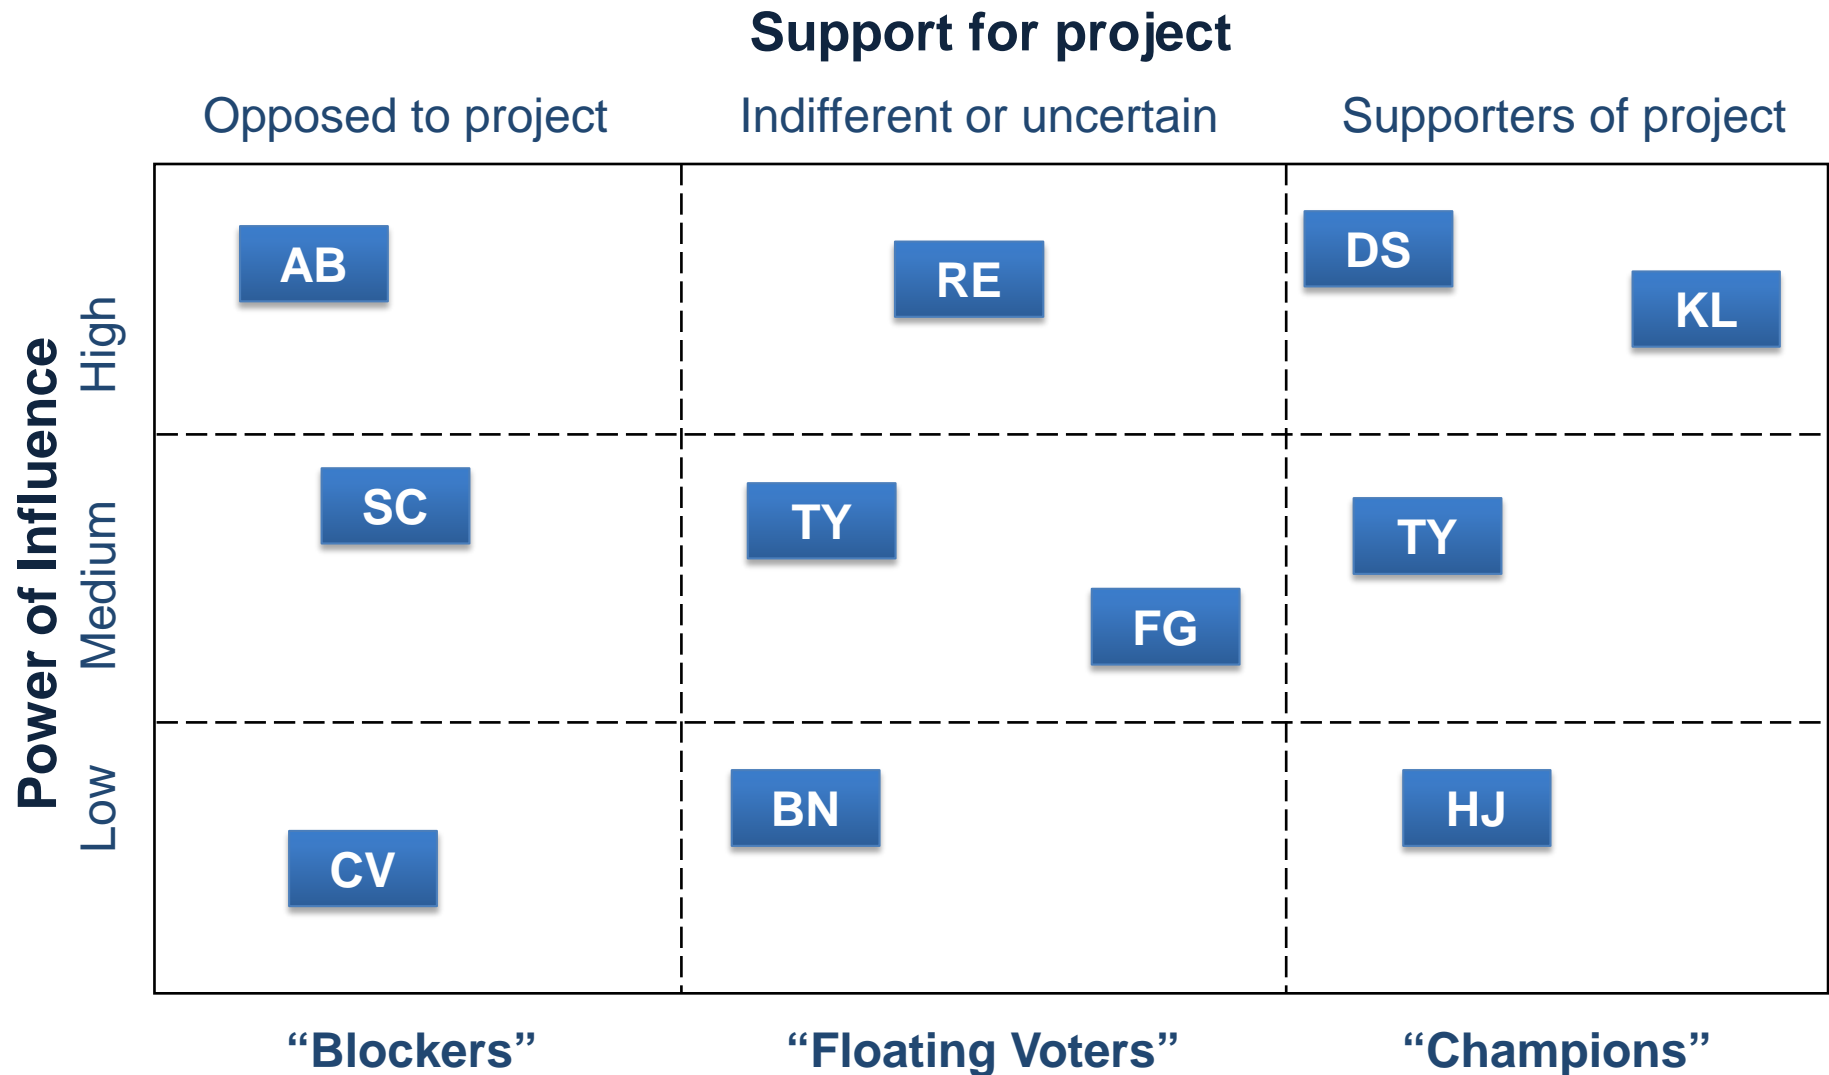 Support for project
Opposed to project
Indifferent or uncertain
Supporters of project
Power of Influence
High
AB
RE
DS
KL
Medium
SC
TY
TY
FG
Low
BN
HJ
CV
“Blockers”
“Floating Voters”
“Champions”